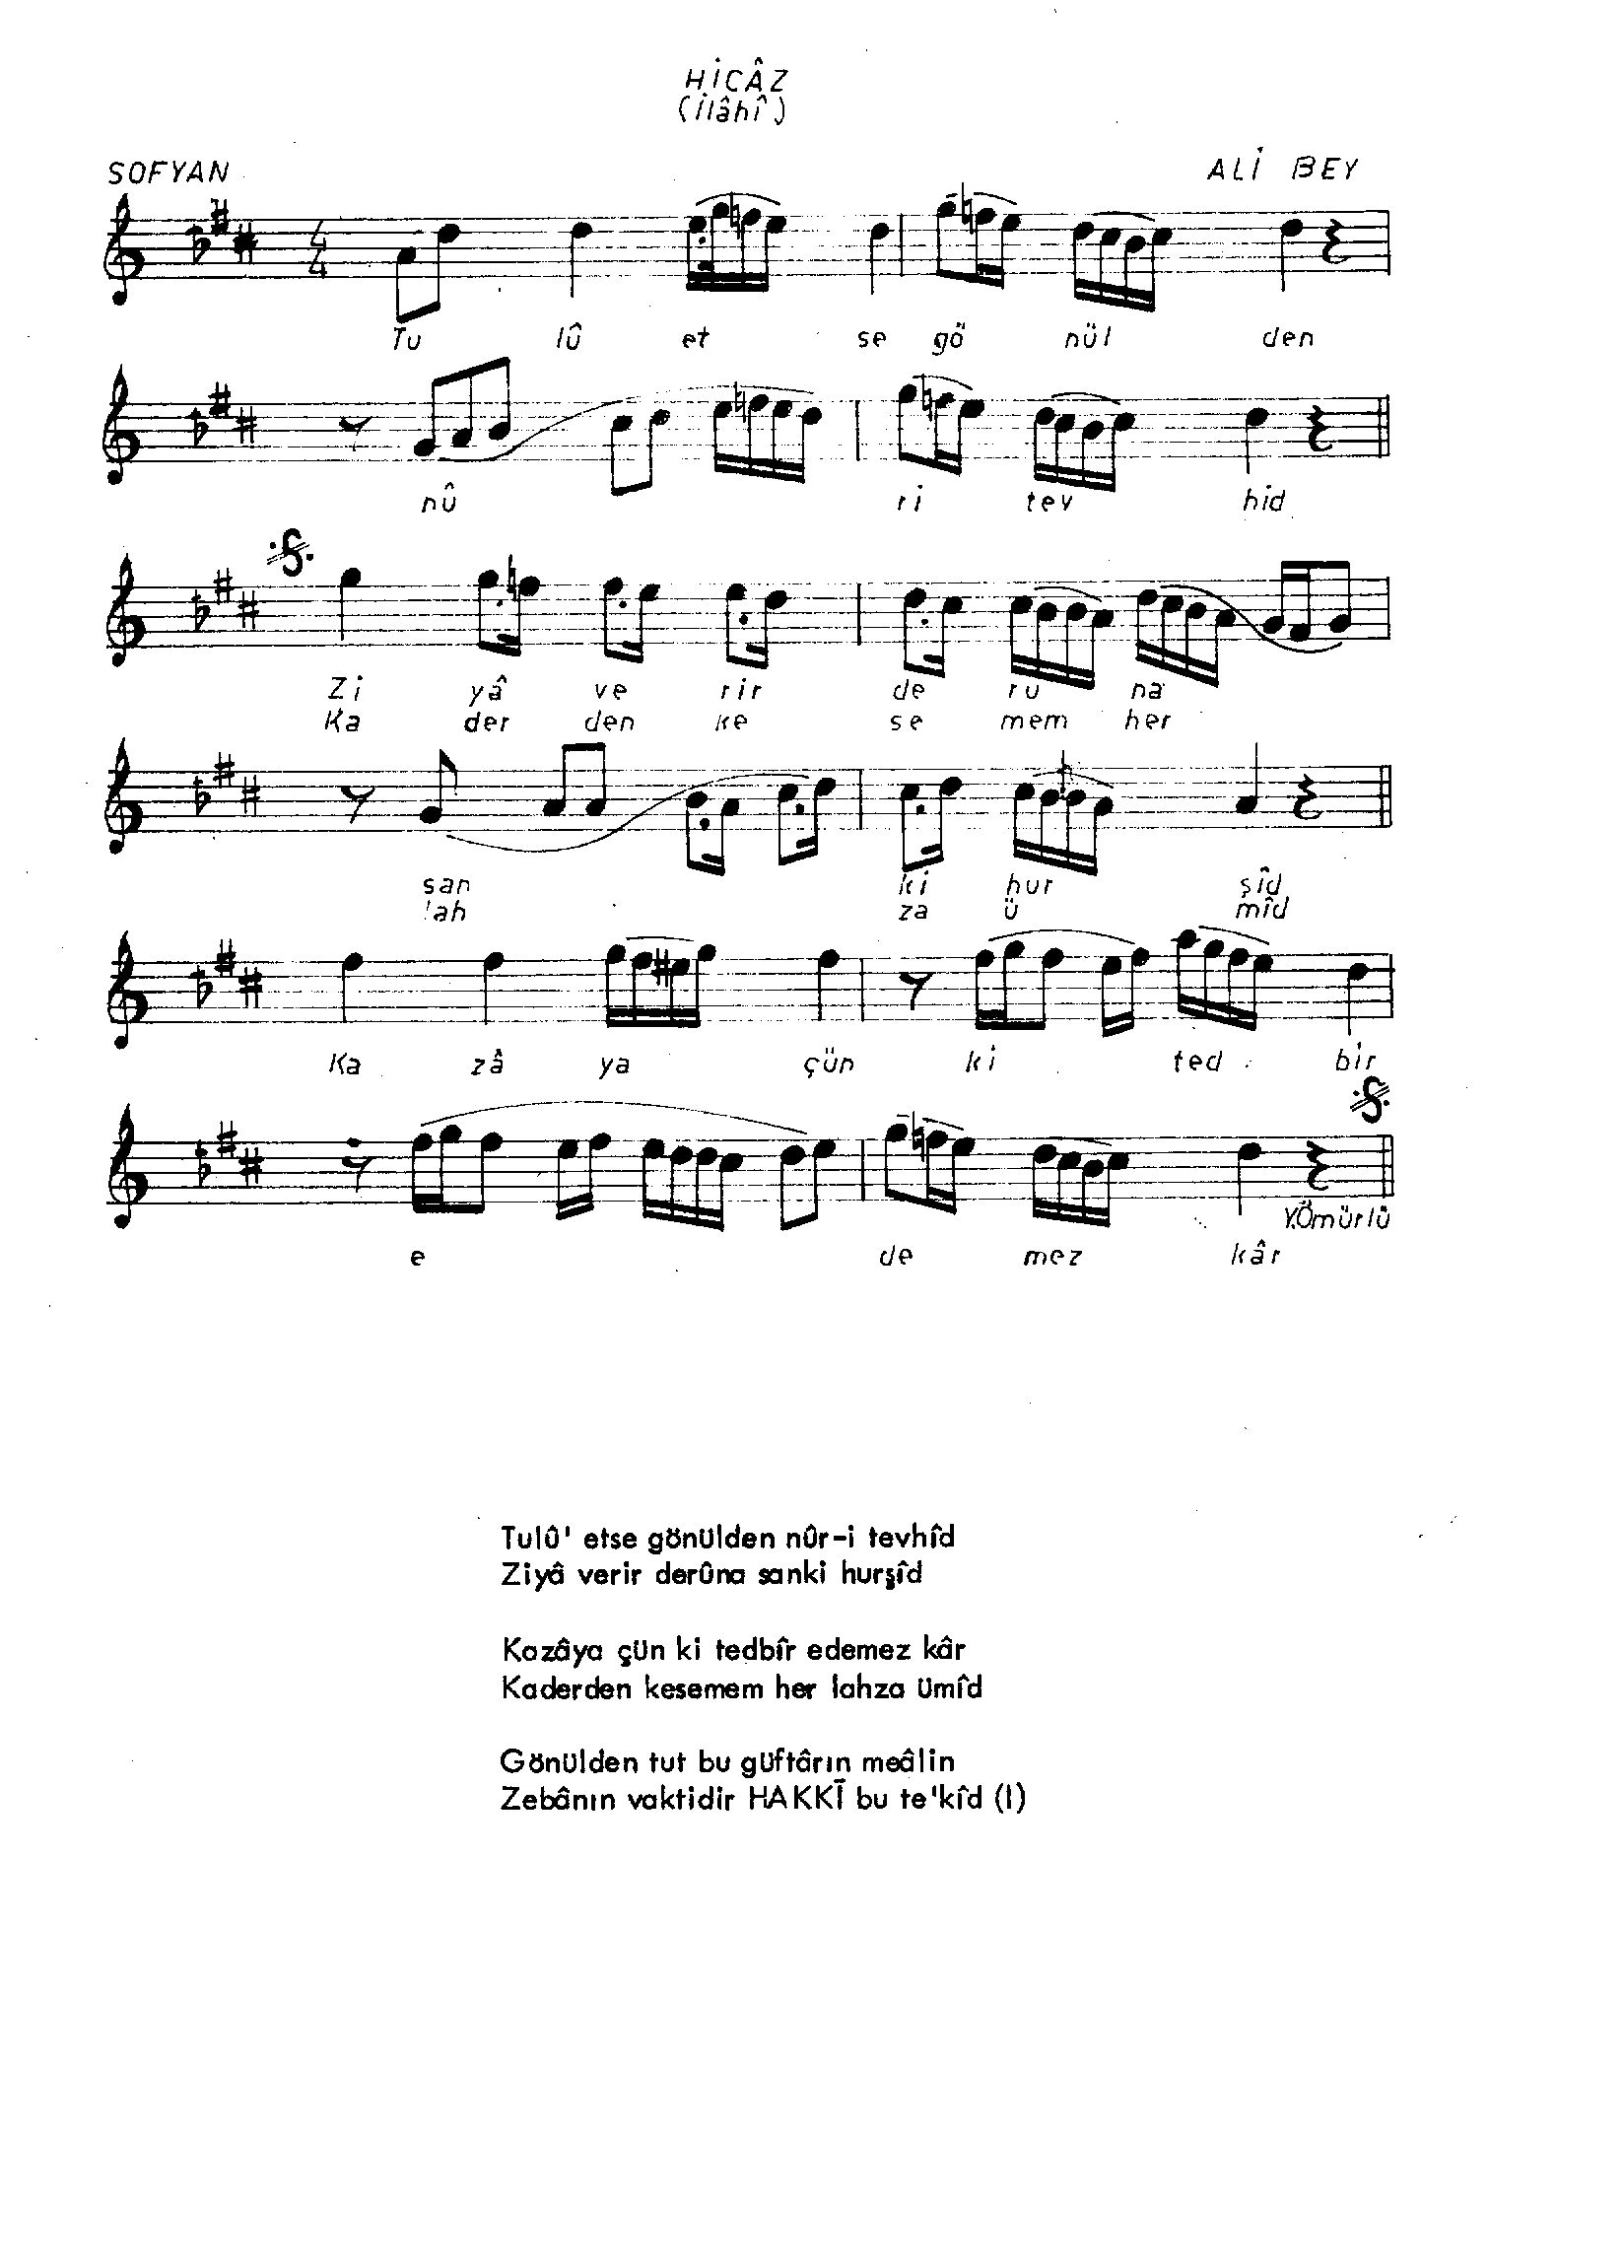 HİCÂZ
(İlâhî)
SOFYAN
ALİ BEY
4
4
Tu lû et se gö nül den
nû ri tev hid
Zi yâ ve rir de ru na
Ka der den ke se mem her
san ki hur şîd
lah za ü mîd
Ka zâ ya çün ki ted bir
Y.Ömürlü
e de mez kâr
Tulû' etse gönülden nûr-i tevhîd
Ziyâ verir derûna sanki hurşîd
Kazâya çün ki tedbîr edemez kâr
Kaderden kesemem her lahza ümîd
Gönülden tut bu güftârın meâlin
Zebânın vaktidir HAKKĪ bu te'kîd (I)